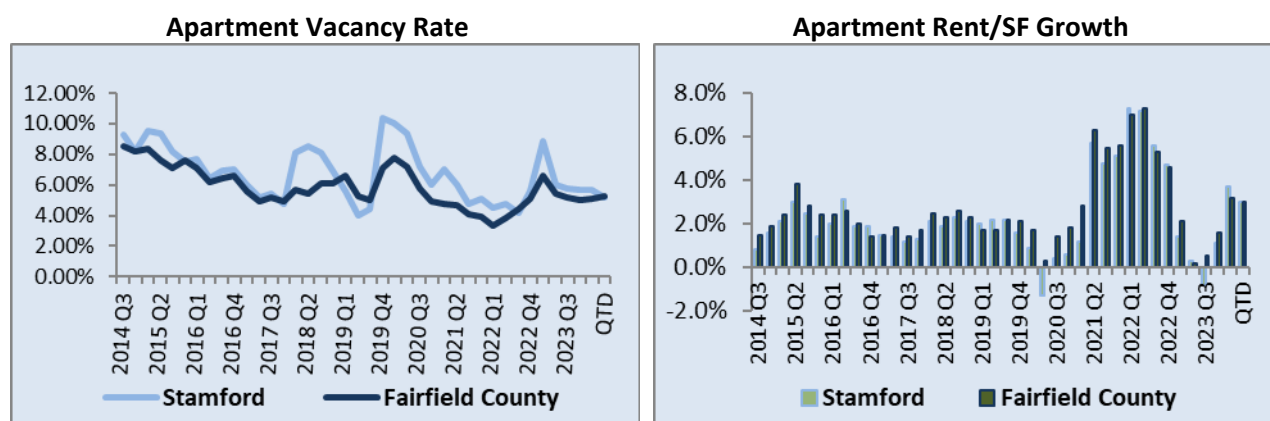 Apartment Vacancy Rate
12.00%
10.00%
8.00%
6.00%
4.00%
2.00%
0.00%
2014 Q3
2015 Q2
2016 Q1
2016 Q4
2017 Q3
2018 Q2
2019 Q1
2019 Q4
2020 Q3
2021 Q2
2022 Q1
2022 Q4
2023 Q3
QTD
Stamford
Fairfield County
Apartment Rent/SF Growth
8.0%
6.0%
4.0%
2.0%
0.0%
-2.0%
2014 Q3
2015 Q2
2016 Q1
2016 Q4
2017 Q3
2018 Q2
2019 Q1
2019 Q4
2020 Q3
2021 Q2
2022 Q1
2022 Q4
2023 Q3
QTD
Stamford
Fairfield County